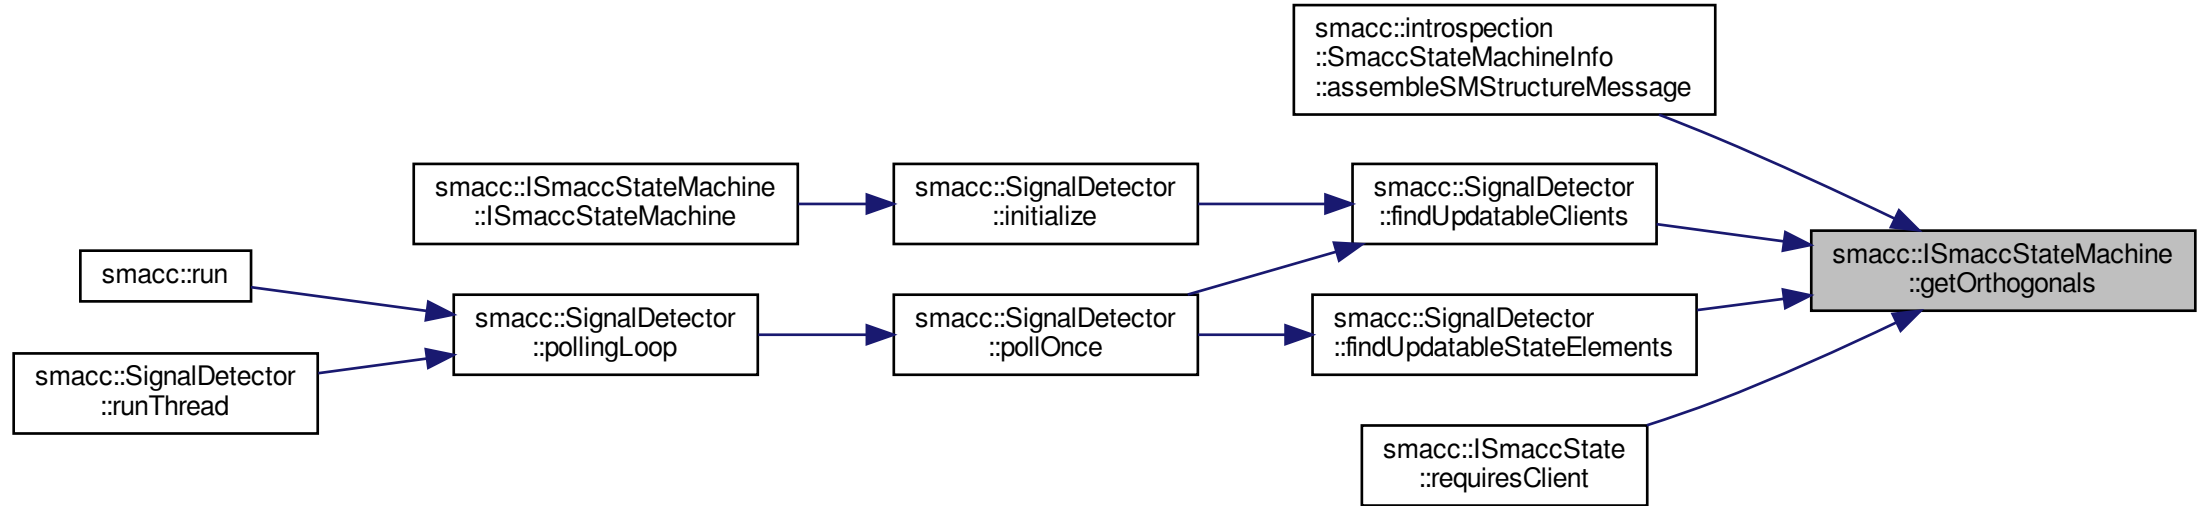 smacc::introspection
::SmaccStateMachineInfo
::assembleSMStructureMessage
smacc::ISmaccStateMachine
::ISmaccStateMachine
smacc::SignalDetector
::initialize
smacc::SignalDetector
::findUpdatableClients
smacc::ISmaccStateMachine
::getOrthogonals
smacc::run
smacc::SignalDetector
::pollingLoop
smacc::SignalDetector
::pollOnce
smacc::SignalDetector
::findUpdatableStateElements
smacc::SignalDetector
::runThread
smacc::ISmaccState
::requiresClient